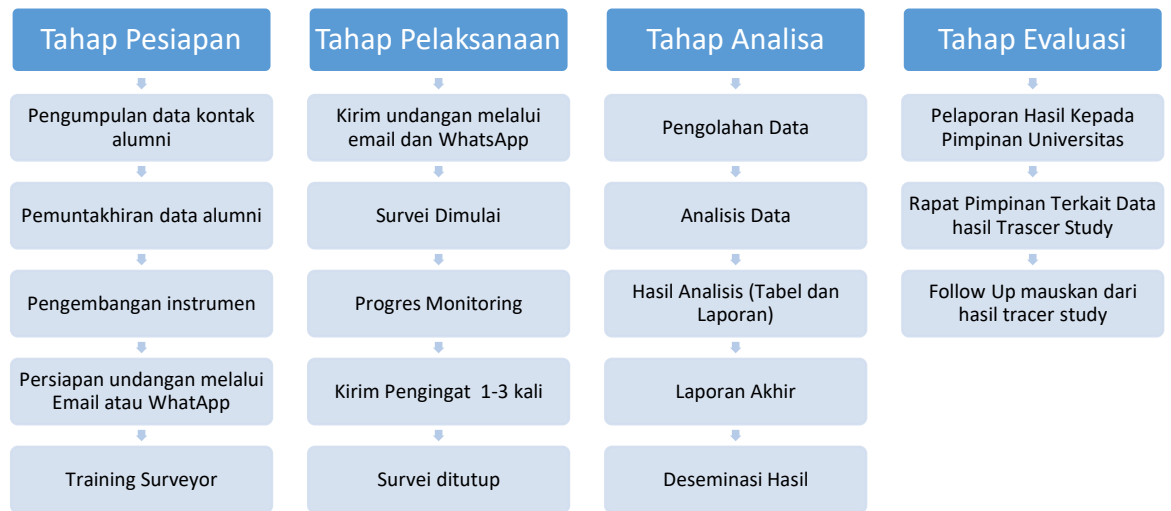 Tahap Pesiapan
Pengumpulan data kontak
alumni
Pemuntakhiran data alumni
Pengembangan instrumen
Persiapan undangan melalui
Email atau WhatApp
Training Surveyor
Tahap Pelaksanaan
Kirim undangan melalui
email dan WhatsApp
Survei Dimulai
Progres Monitoring
Kirim Pengingat 1-3 kali
Survei ditutup
Tahap Analisa
Pengolahan Data
Analisis Data
Hasil Analisis (Tabel dan
Laporan)
Laporan Akhir
Deseminasi Hasil
Tahap Evaluasi
Pelaporan Hasil Kepada
Pimpinan Universitas
Rapat Pimpinan Terkait Data
hasil Trascer Study
Follow Up mauskan dari
hasil tracer study